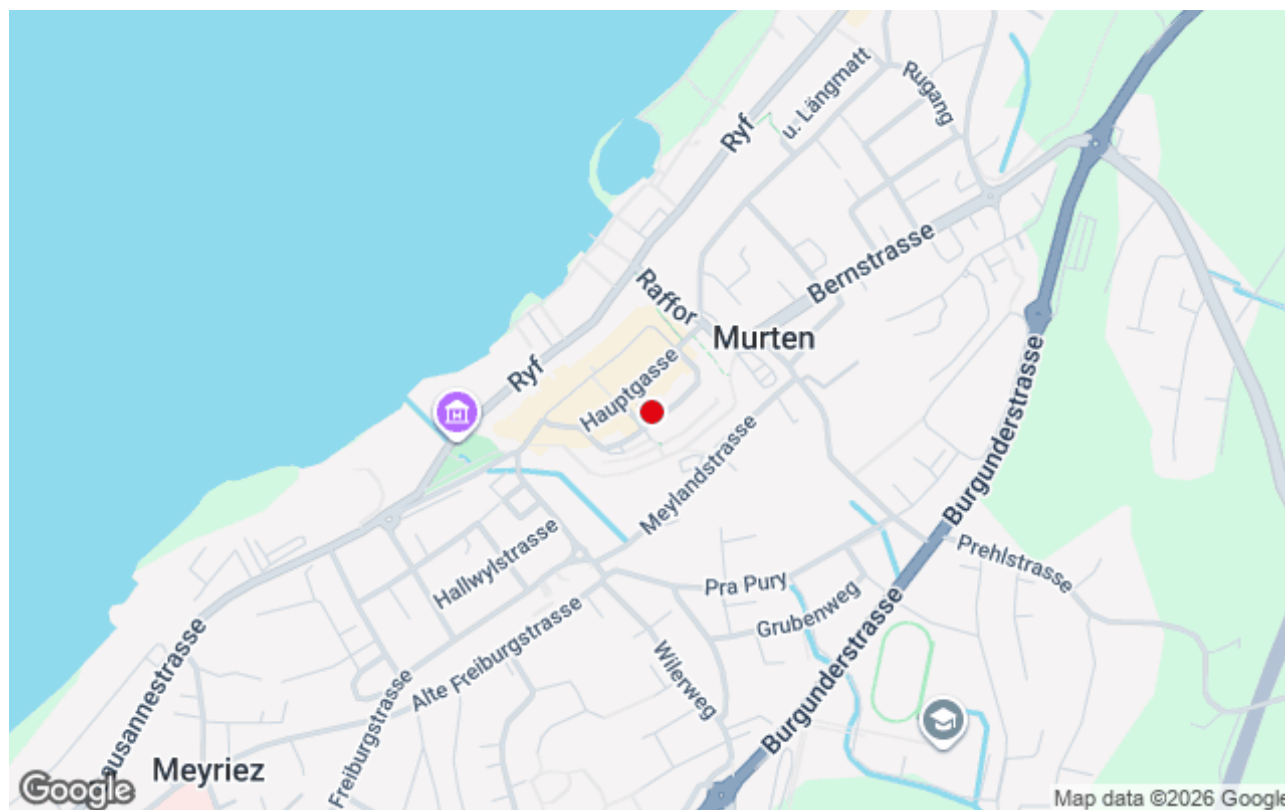 u. Längmatt
Rugang
Ryf
Bernstrasse
Raffor
Murten
Ryf
Hauptgasse
Burgunderstrasse
Meylandstrasse
Hallwylstrasse
Prehlstrasse
Pra Pury
Grubenweg
Alte Freiburgstrasse
Wilerweg
Burgunderstrasse
ausannestrasse
Freiburgstrasse
Meyriez
Google
Map data ©2026 Google